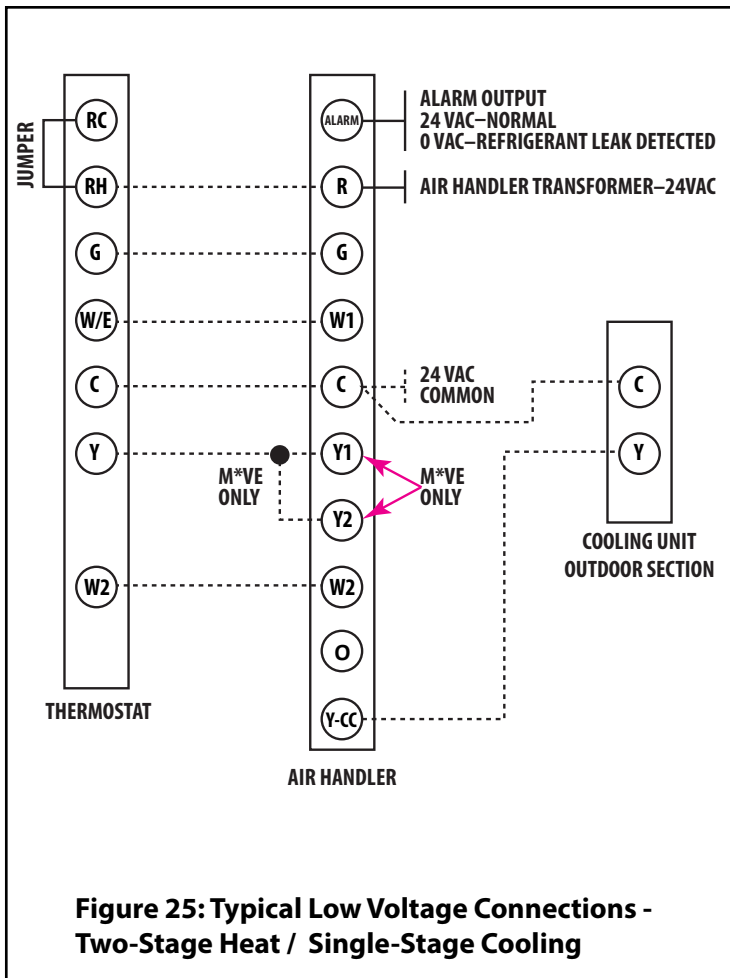 JUMPER
RC
RH
G
W/E
C
Y
W2
THERMOSTAT
ALARM
R
G
W1
C
Y1
Y2
W2
O
Y-CC
AIR HANDLER
ALARM OUTPUT
24 VAC–NORMAL
0 VAC–REFRIGERANT LEAK DETECTED
AIR HANDLER TRANSFORMER–24VAC
24 VAC
COMMON
M*VE
ONLY
M*VE
ONLY
C
Y
COOLING UNIT
OUTDOOR SECTION
Figure 25: Typical Low Voltage Connections -
Two-Stage Heat / Single-Stage Cooling